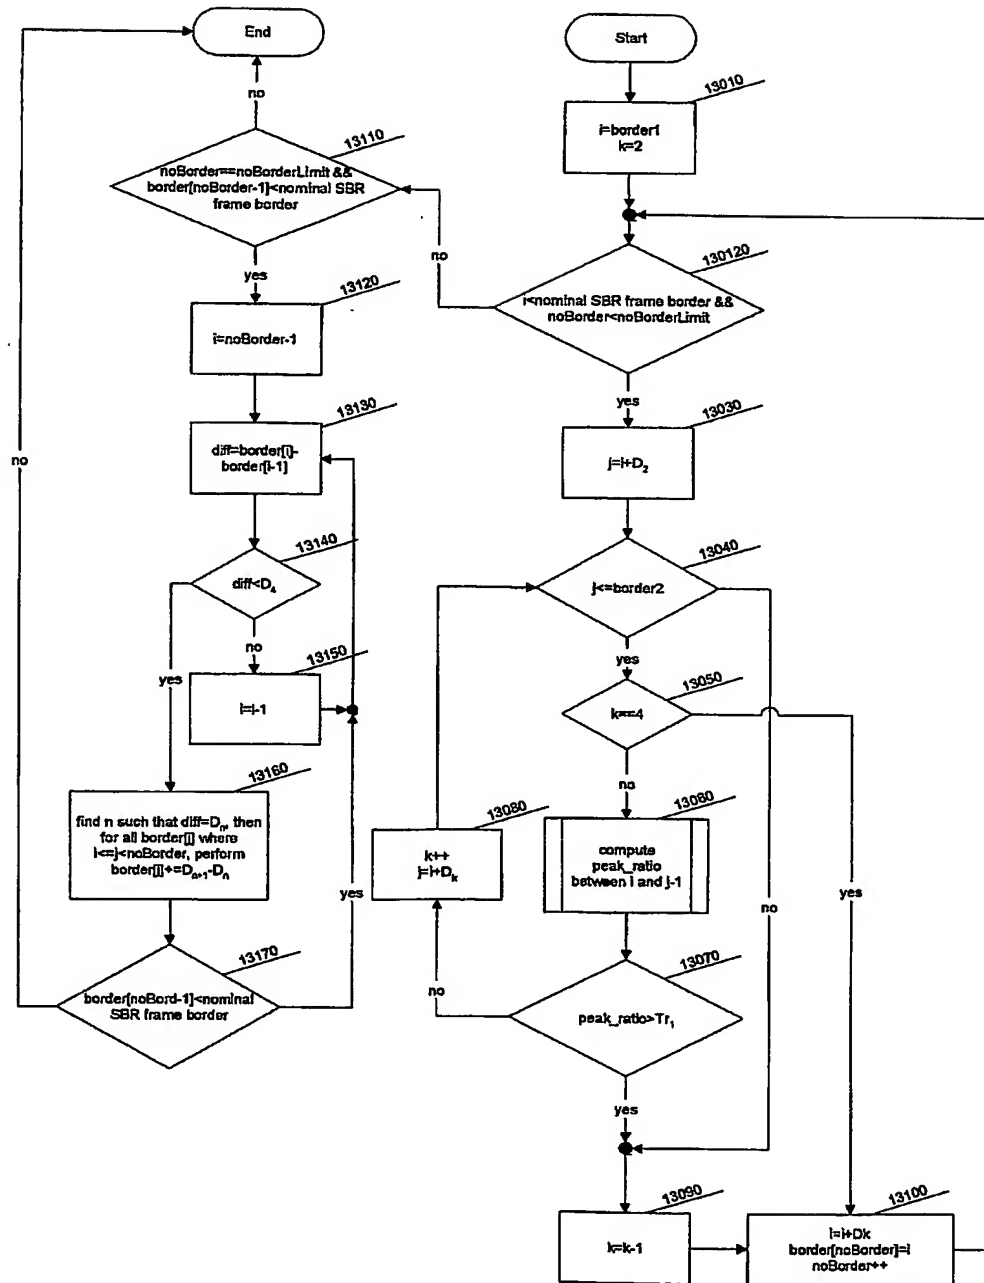 End
Start
13010
i=border1
k=2
no
13110
noBorder==noBorderLimit &&
border[noBorder-1]<nominal SBR
frame border
130120
i<nominal SBR frame border &&
noBorder<noBorderLimit
no
yes
13120
i=noBorder-1
yes
13030
j=i+D2
13130
diff=border[i]-
border[i-1]
no
13140
diff<D4
13040
j<=border2
no
yes
13150
i=i-1
yes
13050
k==4
yes
13160
find n such that diff=Dn, then
for all border[j] where
i<=j<noBorder, perform
border[j]+=Dn+1-Dn
no
13080
k++
j=i+Dk
13060
compute
peak_ratio
between i and j-1
yes
yes
no
13170
border[noBord-1]<nominal
SBR frame border
no
13070
peak_ratio>Tr1
yes
13090
k=k-1
13100
i=i+Dk
border[noBorder]=i
noBorder++